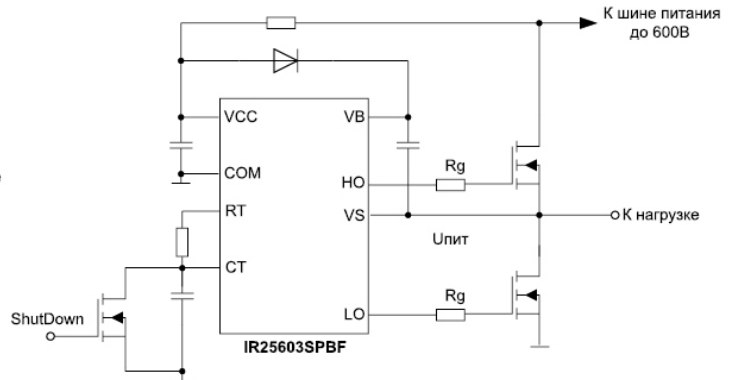 К шине питания
до 600В
VCC
VB
COM
Rg
HO
RT
VS
К нагрузке
Uпит
CT
Rg
ShutDown
LO
IR25603SPBF